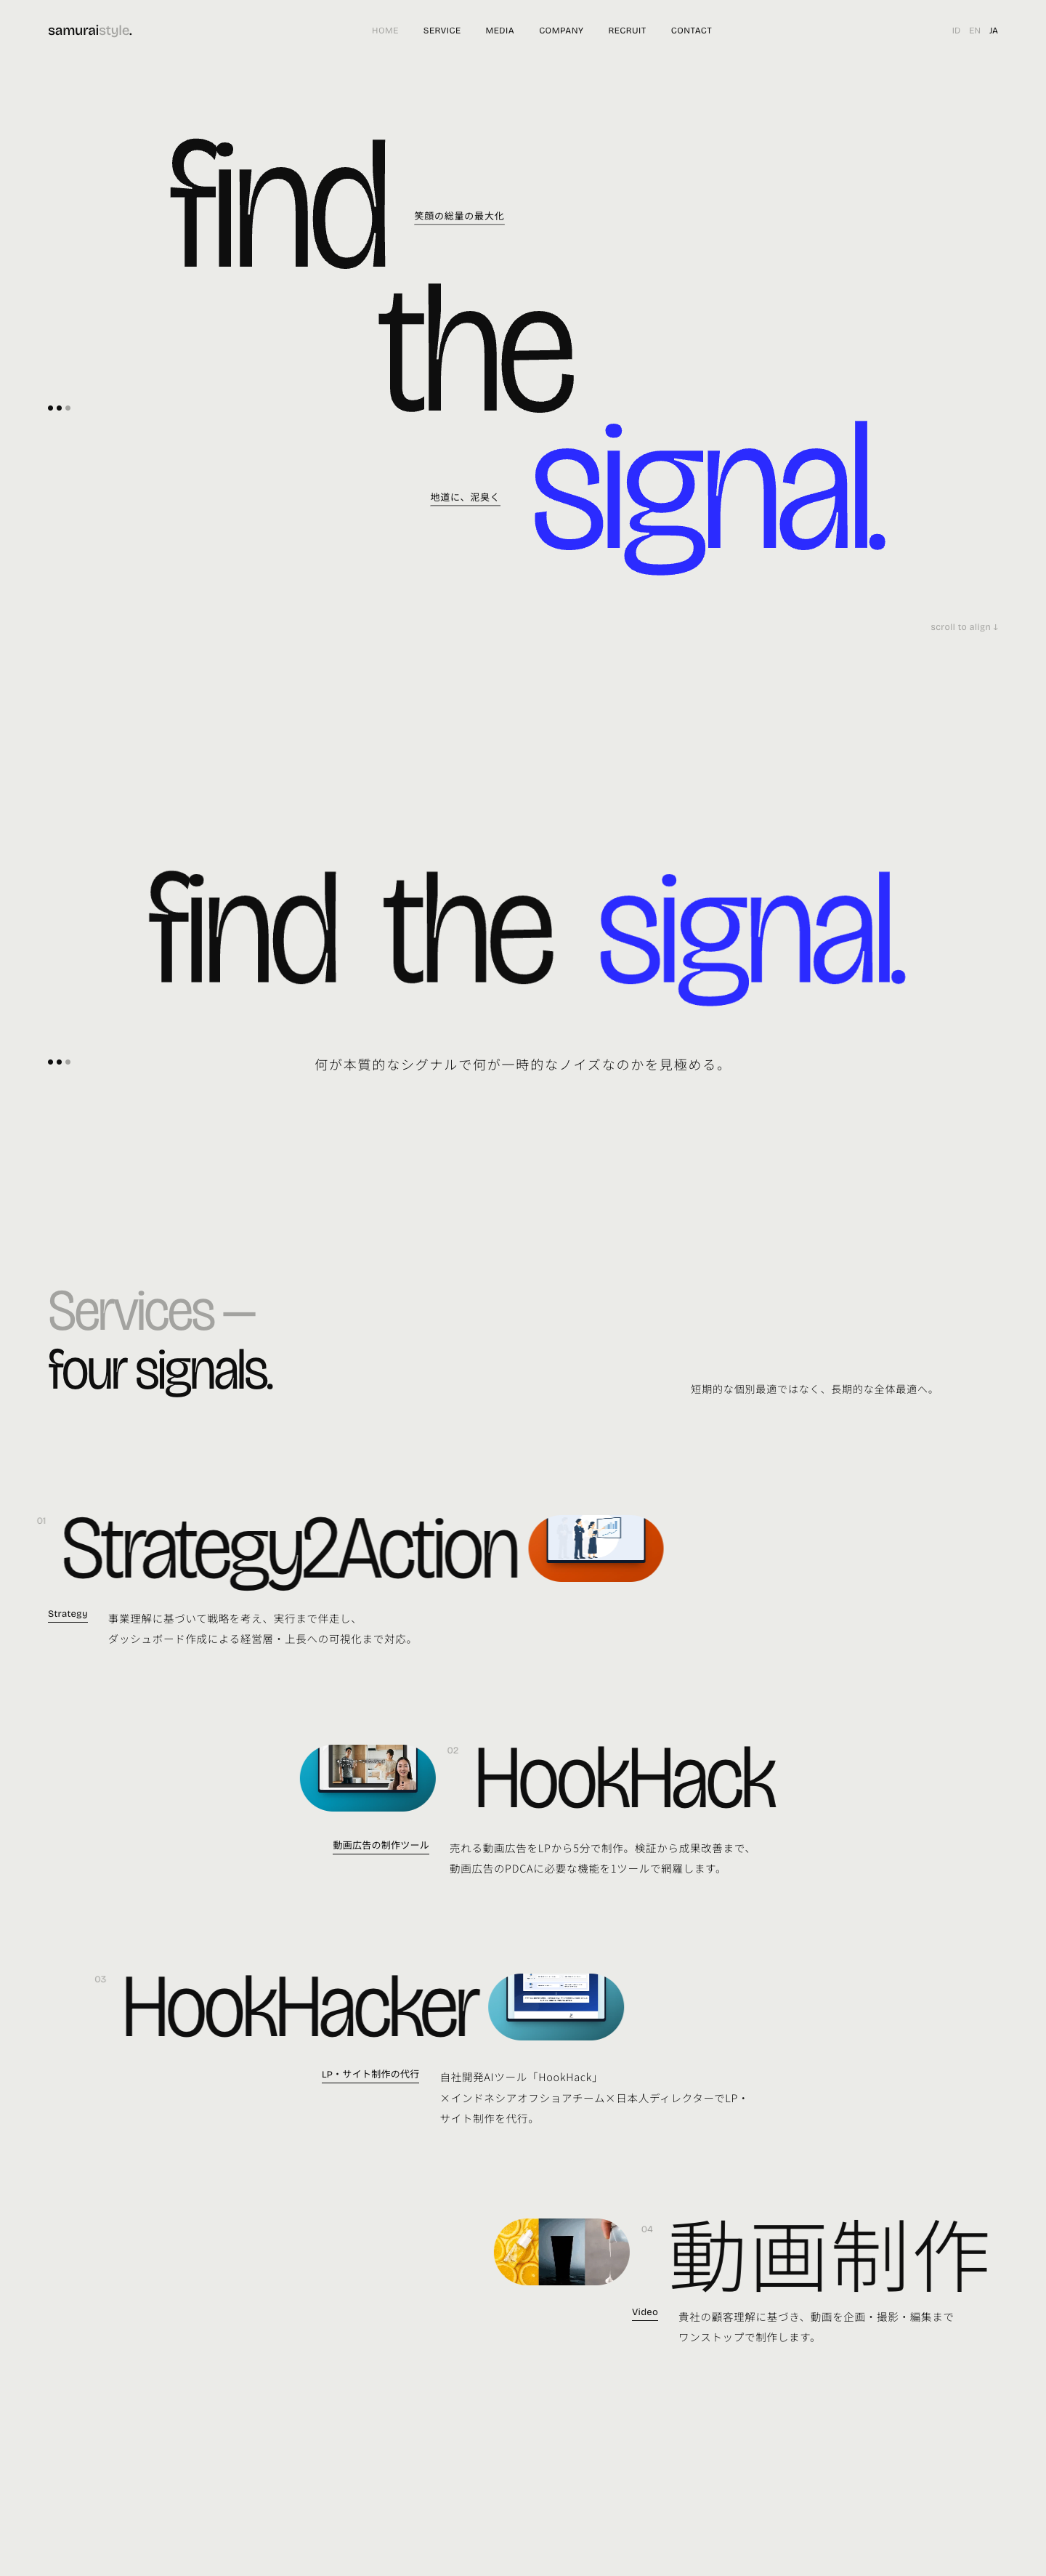 samuraistyle.
HOME SERVICE MEDIA COMPANY RECRUIT CONTACT
ID EN JA
find
笑顔の総量の最大化
the
signal.
地道に、泥臭く
scroll to align ↓
find the signal.
何が本質的なシグナルで何が一時的なノイズなのかを見極める。
Services —
four signals.
短期的な個別最適ではなく、長期的な全体最適へ。
01
Strategy2Action
Strategy
事業理解に基づいて戦略を考え、実行まで伴走し、
ダッシュボード作成による経営層・上長への可視化まで対応。
02
HookHack
動画広告の制作ツール
売れる動画広告をLPから5分で制作。検証から成果改善まで、
動画広告のPDCAに必要な機能を1ツールで網羅します。
03
HookHacker
LP・サイト制作の代行
自社開発AIツール「HookHack」
×インドネシアオフショアチーム×日本人ディレクターでLP・
サイト制作を代行。
04
動画制作
Video
貴社の顧客理解に基づき、動画を企画・撮影・編集まで
ワンストップで制作します。